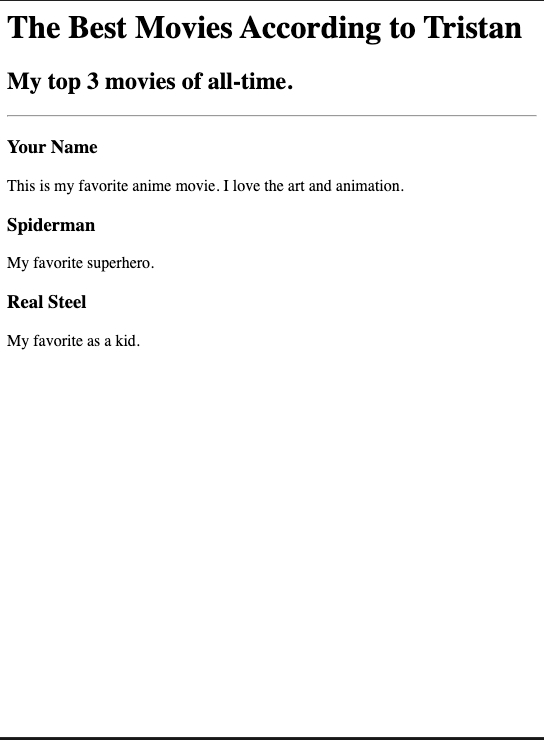 The Best Movies According to Tristan
My top 3 movies of all-time.
Your Name
This is my favorite anime movie. I love the art and animation.
Spiderman
My favorite superhero.
Real Steel
My favorite as a kid.